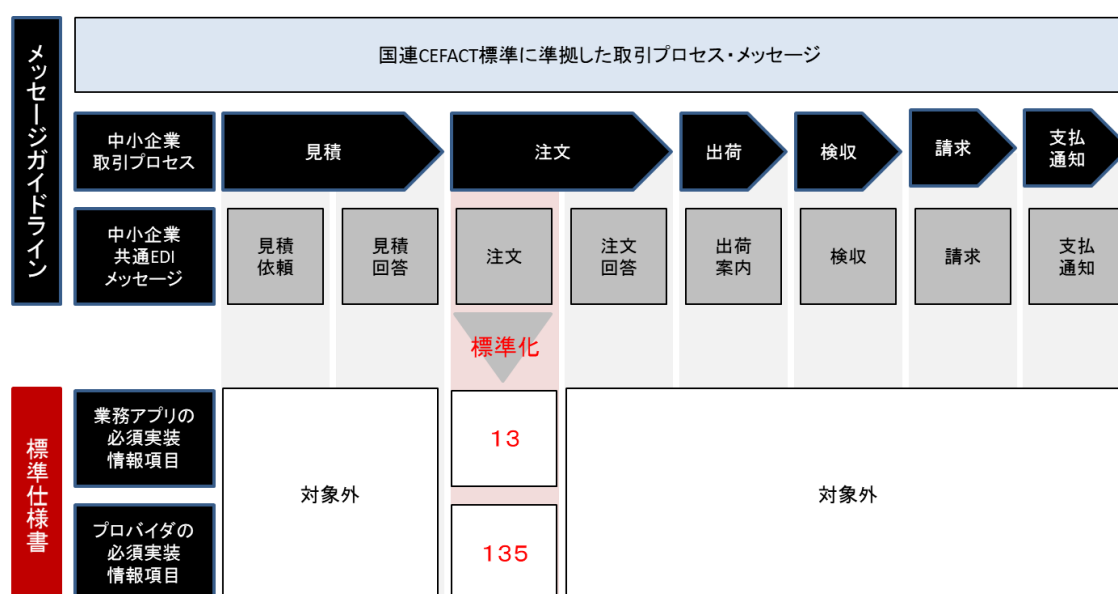 メッセージガイドライン
国連CEFACT標準に準拠した取引プロセス・メッセージ
中小企業
取引プロセス
見積
注文
出荷
検収
請求
支払
通知
中小企業
共通EDI
メッセージ
見積
依頼
見積
回答
注文
注文
回答
出荷
案内
検収
請求
支払
通知
標準化
標準仕様書
業務アプリの
必須実装
情報項目
対象外
13
対象外
プロバイダの
必須実装
情報項目
135